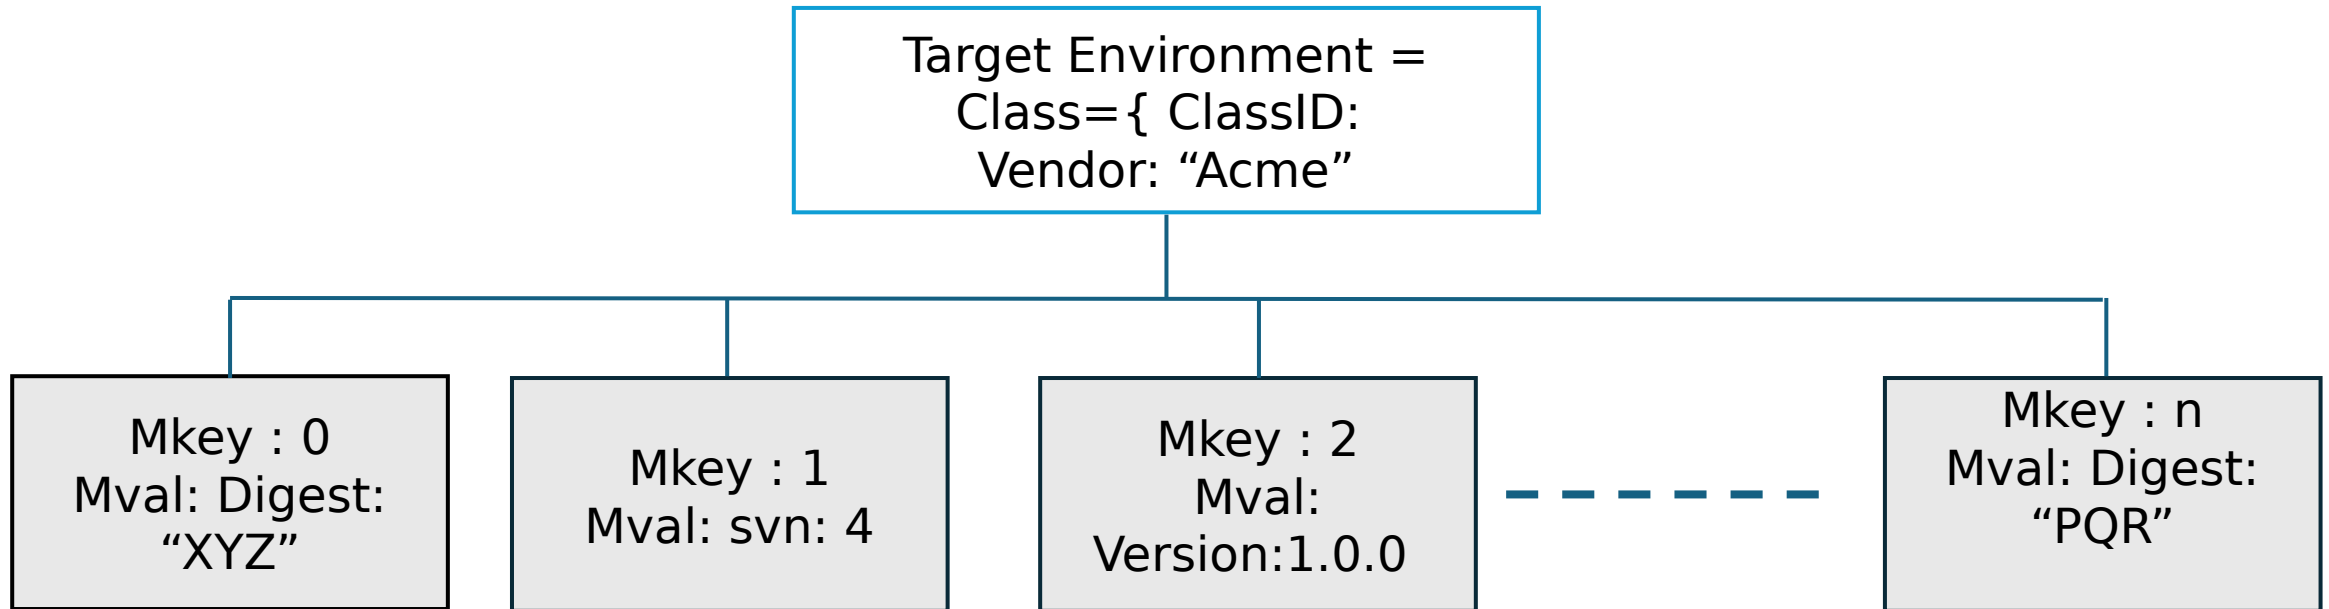 Target Environment =
Class={ ClassID:
Vendor: “Acme”
Mkey : 0
Mval: Digest:
“XYZ”
Mkey : 1
Mval: svn: 4
Mkey : 2
Mval:
Version:1.0.0
Mkey : n
Mval: Digest:
“PQR”